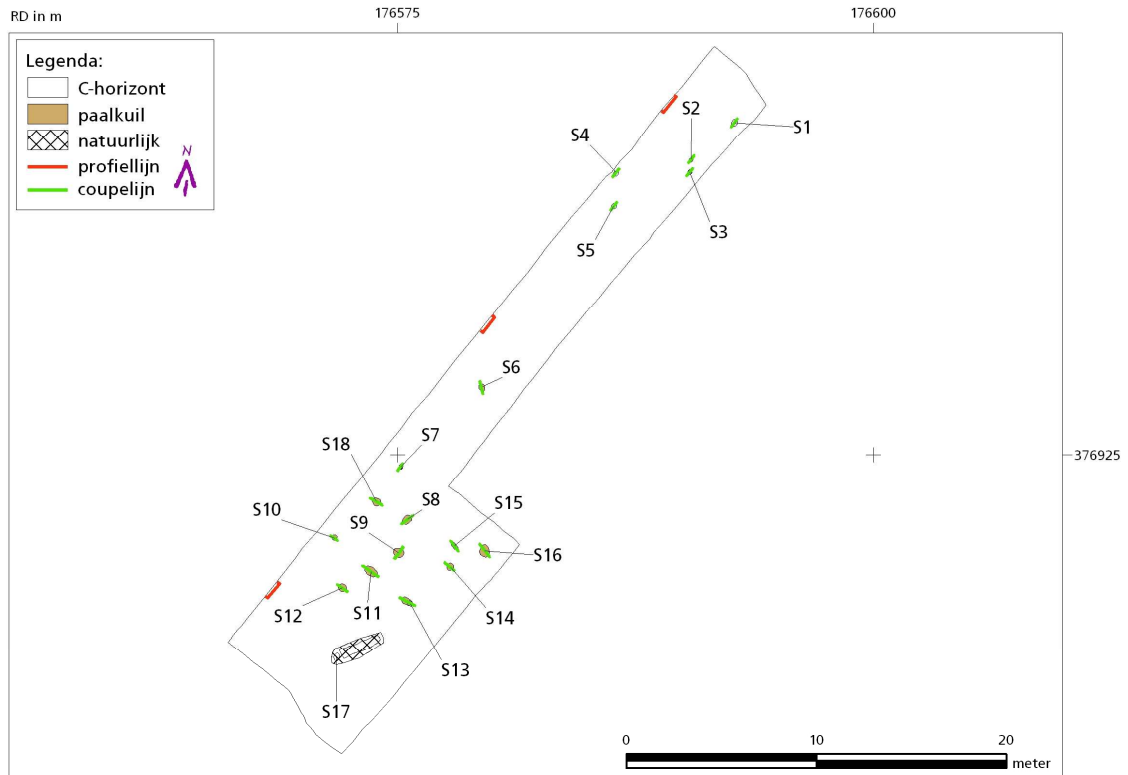 RD in m
176575
176600
Legenda:
C-horizont
paalkuil
natuurlijk
profiellijn
coupelijn
N
S1
S2
S4
S3
S5
S6
S7
S18
376925
S8
S15
S10
S9
S16
S12
S11
S14
S13
S17
0 10 20
meter